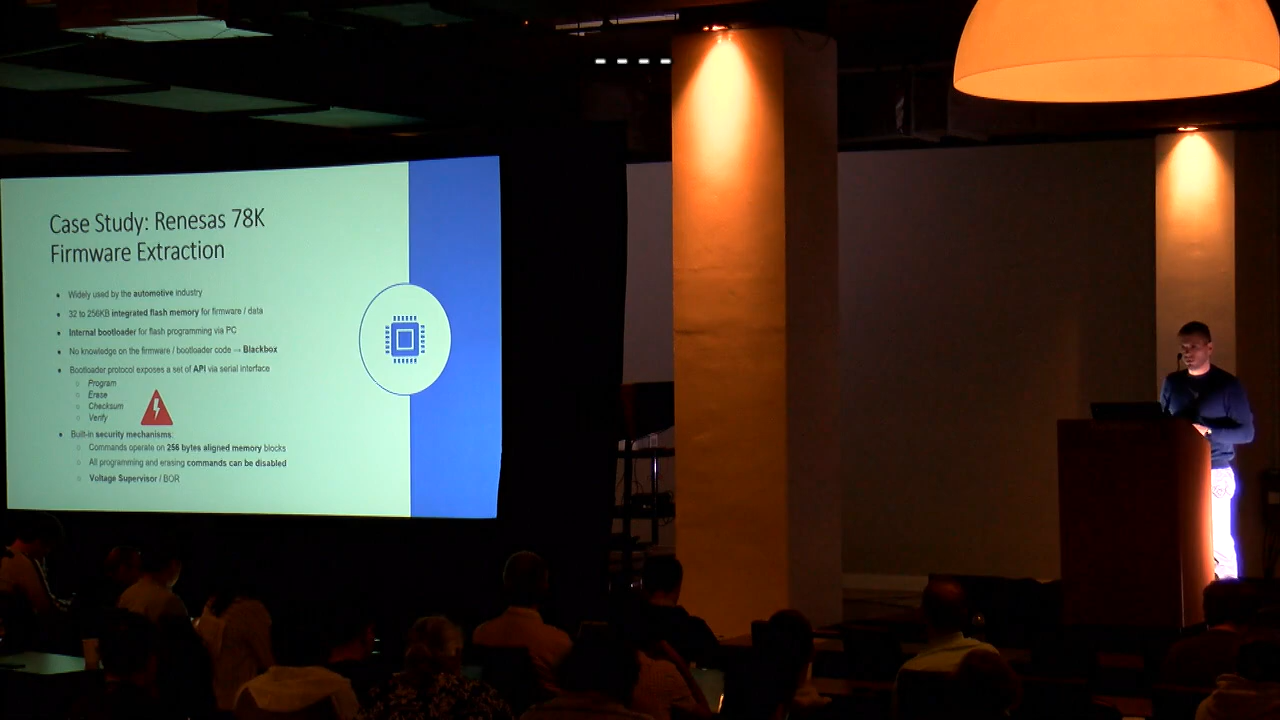 Case Study: Renesas 78K
Firmware Extraction
• Widely used by the automotive industry
• 32 to 256KB integrated flash memory for firmware / data
• Internal bootloader for flash programming via PC
• No knowledge on the firmware / bootloader code → Blackbox
• Bootloader protocol exposes a set of API via serial interface
○ Program
○ Erase
○ Checksum
○ Verify
• Built-in security mechanisms:
○ Commands operate on 256 bytes aligned memory blocks
○ All programming and erasing commands can be disabled
○ Voltage Supervisor / BOR